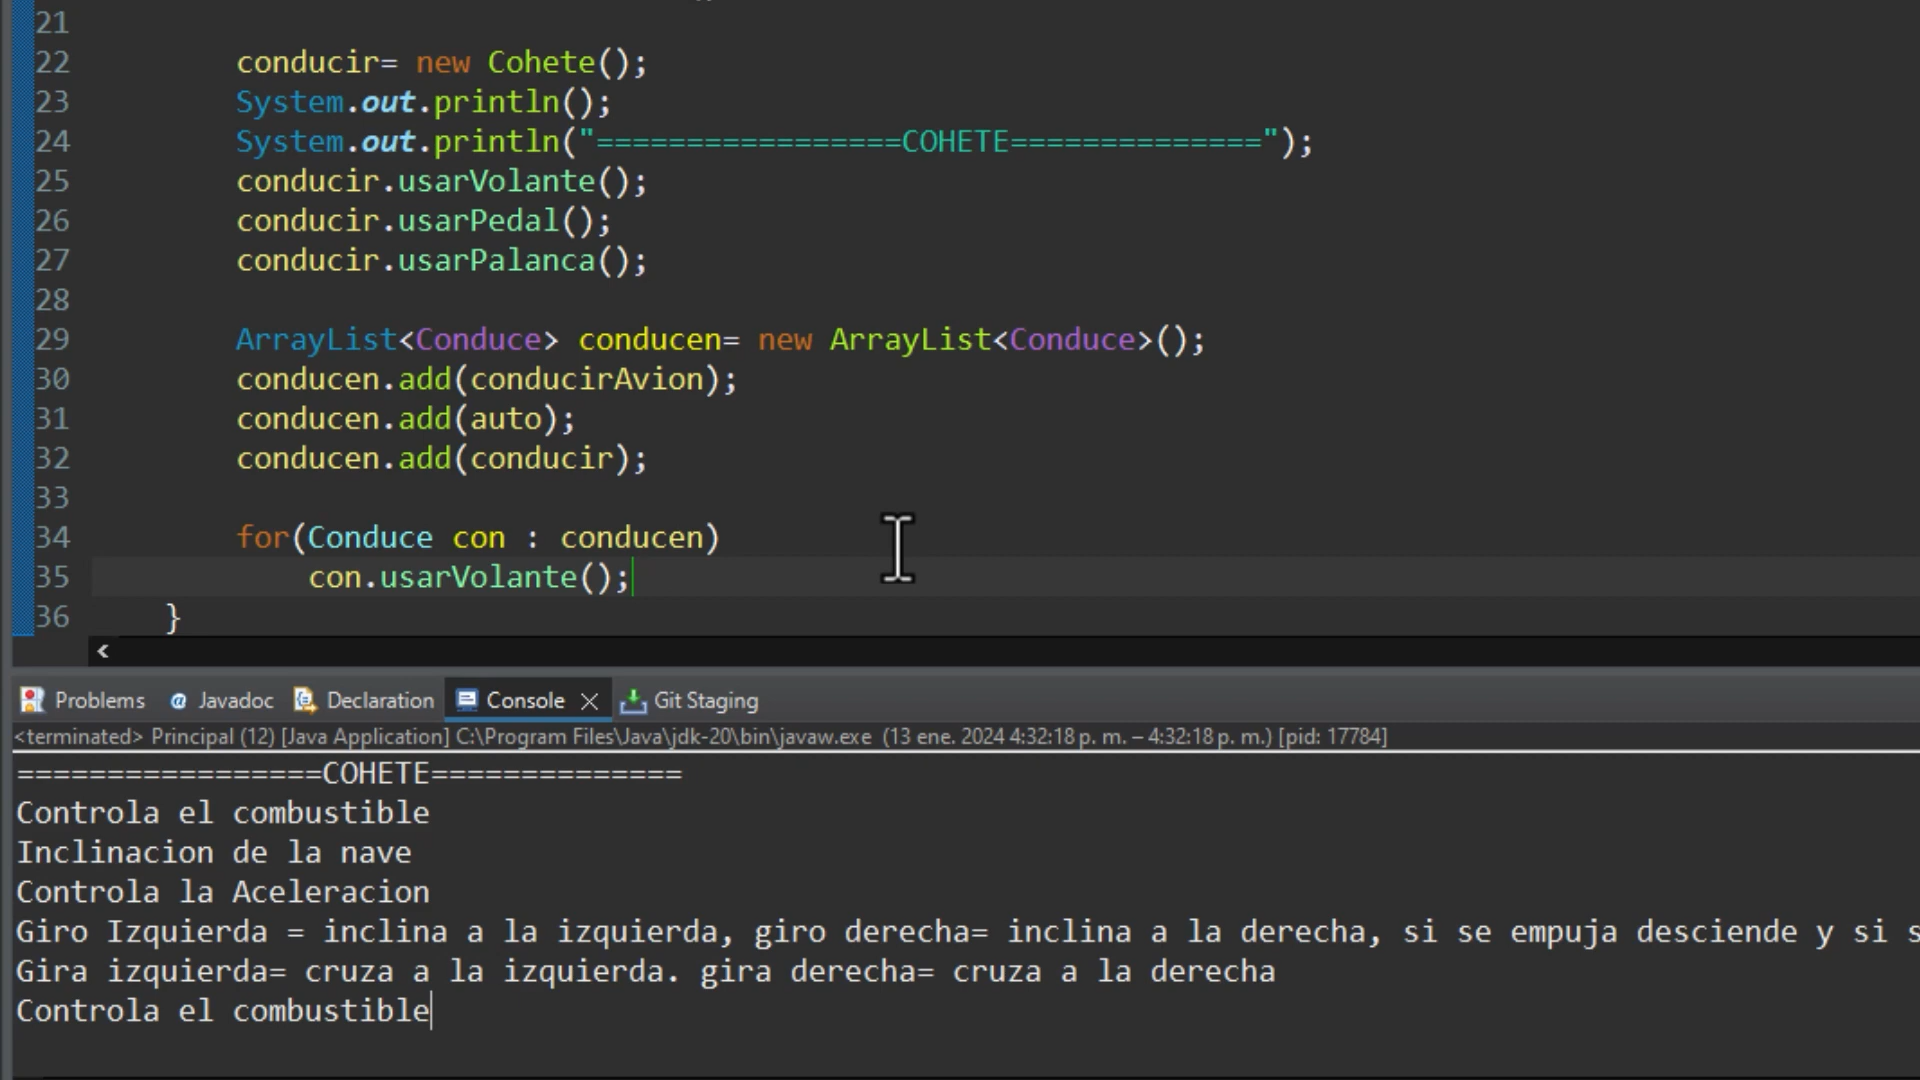 21
22 conducir= new Cohete();
23 System.out.println();
24 System.out.println("=================COHETE==============");
25 conducir.usarVolante();
26 conducir.usarPedal();
27 conducir.usarPalanca();
28
29 ArrayList<Conduce> conducen= new ArrayList<Conduce>();
30 conducen.add(conducirAvion);
31 conducen.add(auto);
32 conducen.add(conducir);
33
34 for(Conduce con : conducen)
35 con.usarVolante();
36 }
Problems Javadoc Declaration Console Git Staging
<terminated> Principal (12) [Java Application] C:\Program Files\Java\jdk-20\bin\javaw.exe (13 ene. 2024 4:32:18 p. m. – 4:32:18 p. m.) [pid: 17784]
=================COHETE==============
Controla el combustible
Inclinacion de la nave
Controla la Aceleracion
Giro Izquierda = inclina a la izquierda, giro derecha= inclina a la derecha, si se empuja desciende y si
Gira izquierda= cruza a la izquierda. gira derecha= cruza a la derecha
Controla el combustible